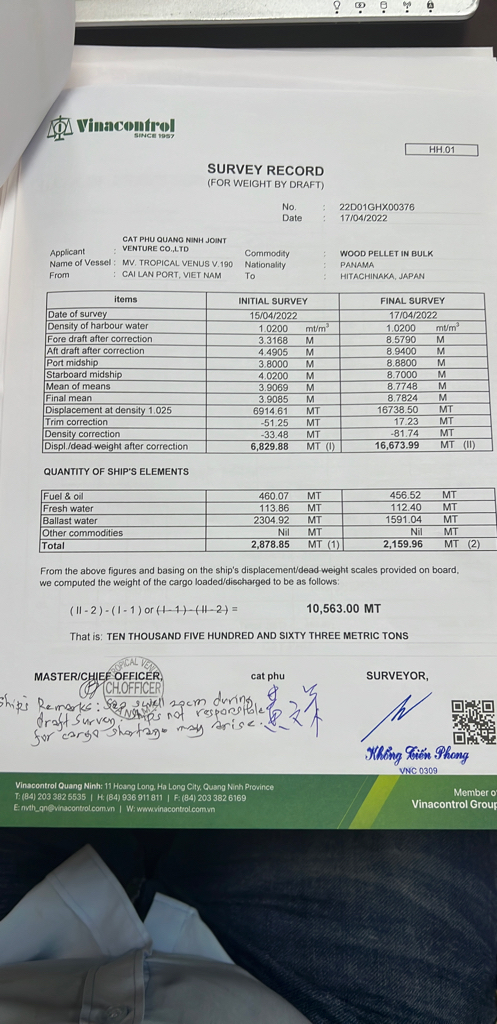 Vinacontrol
SINCE 1957
HH.01
SURVEY RECORD
(FOR WEIGHT BY DRAFT)
No. : 22D01GHX00376
Date : 17/04/2022
Applicant : CAT PHU QUANG NINH JOINT VENTURE CO.,LTD Commodity : WOOD PELLET IN BULK
Name of Vessel : MV. TROPICAL VENUS V.190 Nationality : PANAMA
From : CAI LAN PORT, VIET NAM To : HITACHINAKA, JAPAN
items INITIAL SURVEY FINAL SURVEY
Date of survey 15/04/2022 17/04/2022
Density of harbour water 1.0200 mt/m³ 1.0200 mt/m³
Fore draft after correction 3.3168 M 8.5790 M
Aft draft after correction 4.4905 M 8.9400 M
Port midship 3.8000 M 8.8800 M
Starboard midship 4.0200 M 8.7000 M
Mean of means 3.9069 M 8.7748 M
Final mean 3.9085 M 8.7824 M
Displacement at density 1.025 6914.61 MT 16738.50 MT
Trim correction -51.25 MT 17.23 MT
Density correction -33.48 MT -81.74 MT
Displ./dead weight after correction 6,829.88 MT (I) 16,673.99 MT (II)
QUANTITY OF SHIP'S ELEMENTS
Fuel & oil 460.07 MT 456.52 MT
Fresh water 113.86 MT 112.40 MT
Ballast water 2304.92 MT 1591.04 MT
Other commodities Nil MT Nil MT
Total 2,878.85 MT (1) 2,159.96 MT (2)
From the above figures and basing on the ship's displacement/dead weight scales provided on board,
we computed the weight of the cargo loaded/discharged to be as follows:
(II-2)-(I-1) or (I-1)-(II-2) = 10,563.00 MT
That is: TEN THOUSAND FIVE HUNDRED AND SIXTY THREE METRIC TONS
MASTER/CHIEF OFFICER, cat phu SURVEYOR,
CH.OFFICER
Ship's Remarks: Sea swell 20cm during
draft survey. Ship's not responsible
for cargo shortage may arise.
Khổng Tiến Phong
VNC 0309
Vinacontrol Quang Ninh: 11 Hoang Long, Ha Long City, Quang Ninh Province
T: (84) 203 382 5535 | H: (84) 936 911 811 | F: (84) 203 382 6169
E: nvth_qn@vinacontrol.com.vn | W: www.vinacontrol.com.vn
Member of
Vinacontrol Group